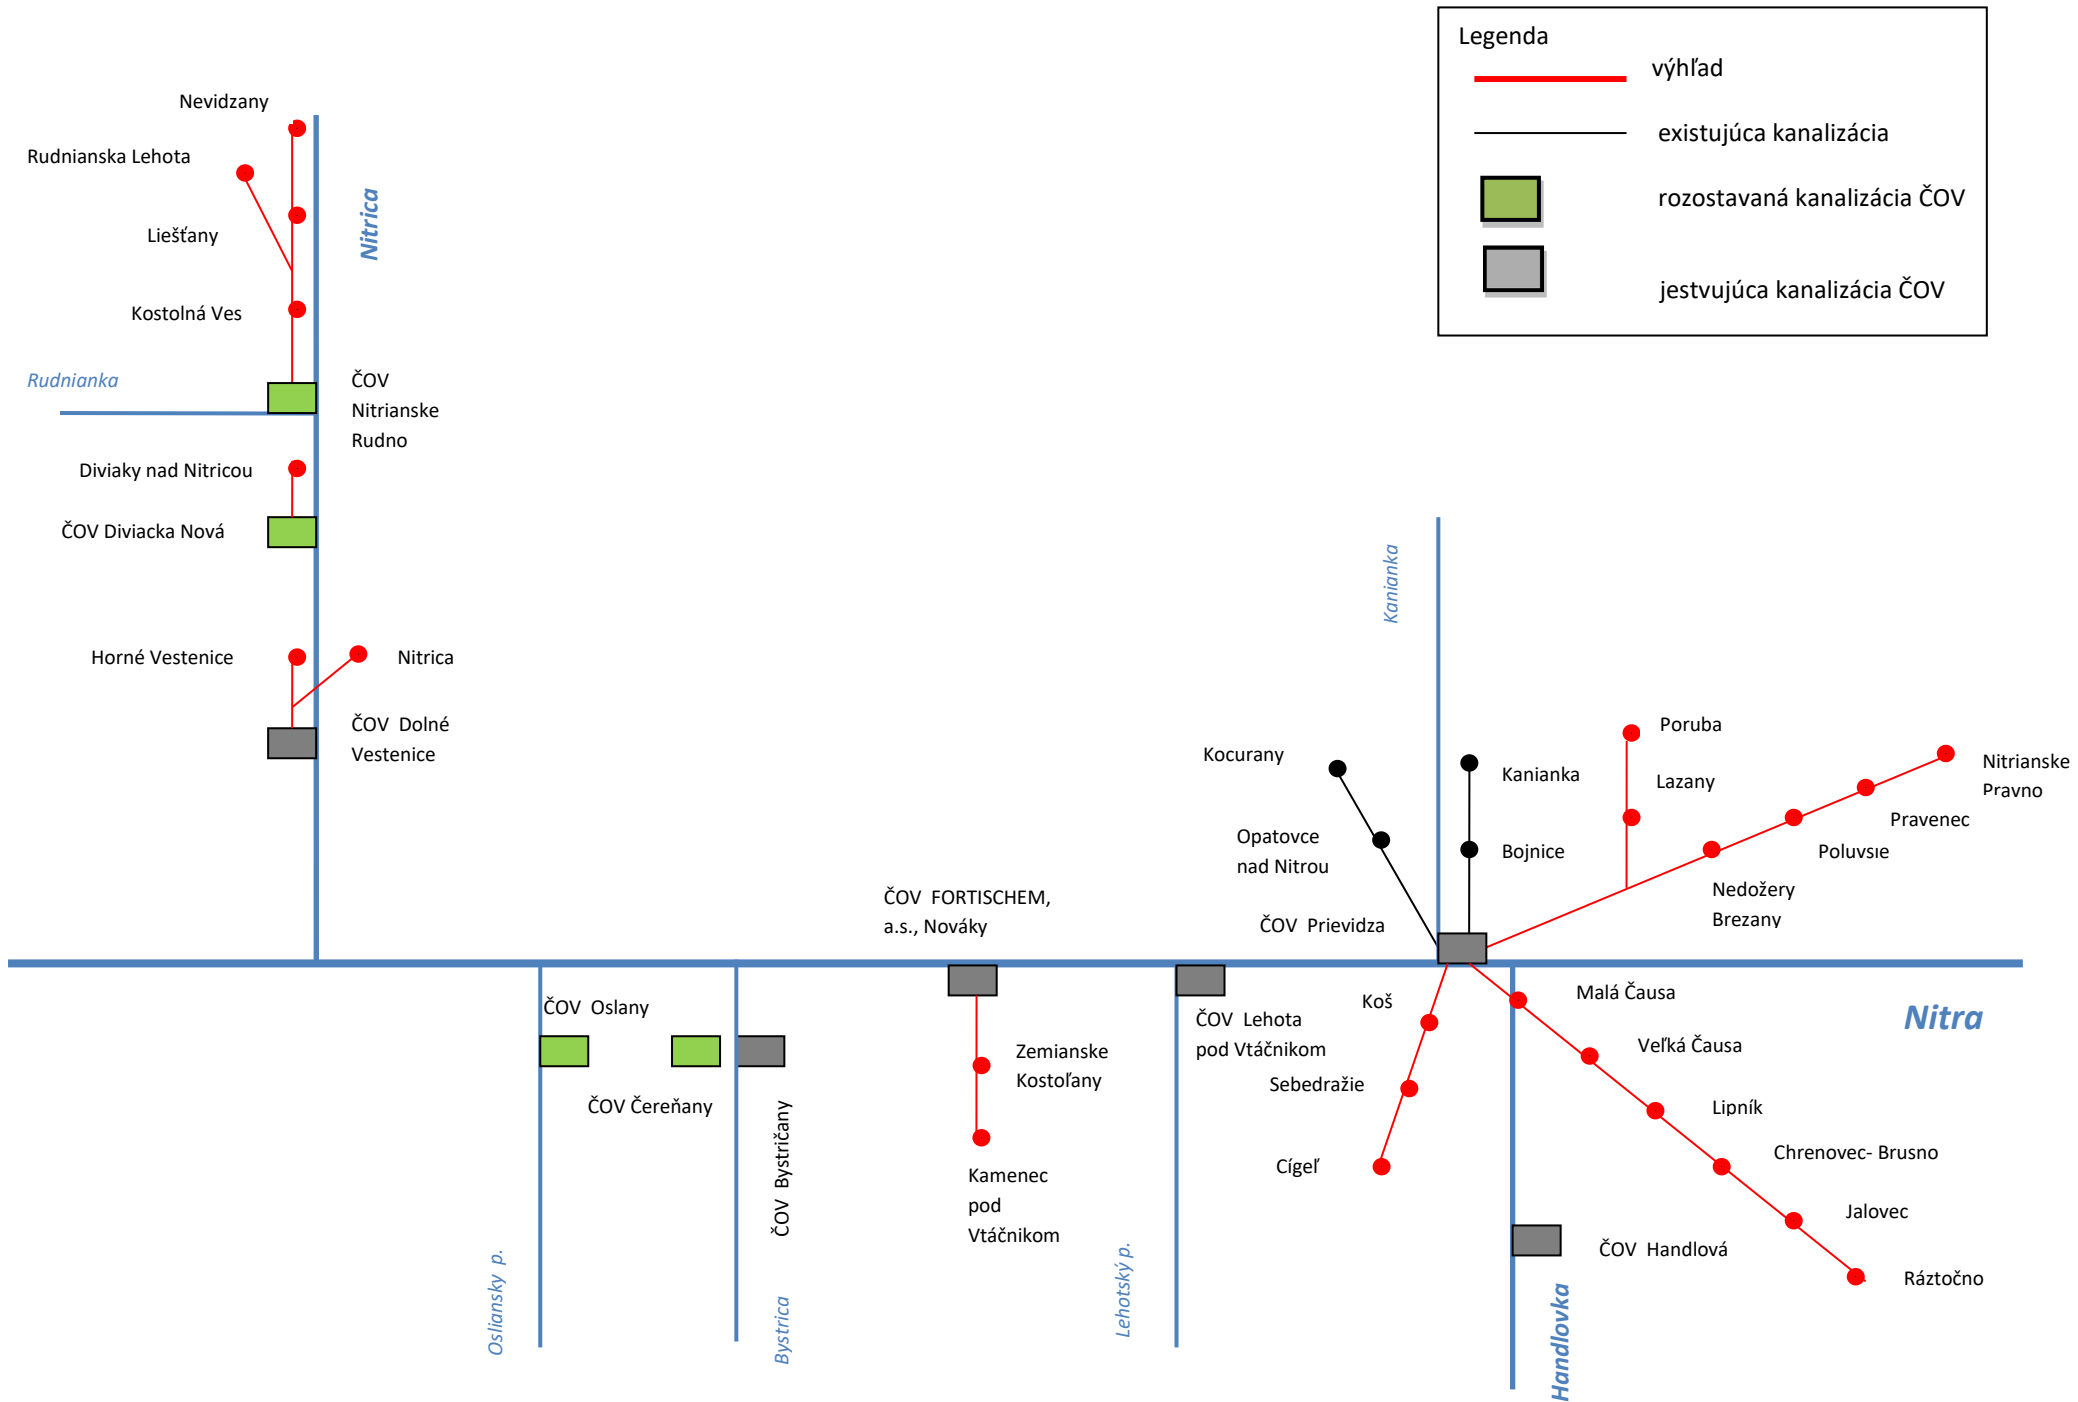 Legenda
výhľad
existujúca kanalizácia
rozostavaná kanalizácia ČOV
jestvujúca kanalizácia ČOV
Nevidzany
Rudnianska Lehota
Liešťany
Nitrica
Kostolná Ves
Rudnianka
ČOV
Nitrianske
Rudno
Diviaky nad Nitricou
ČOV Diviacka Nová
Horné Vestenice
Nitrica
ČOV Dolné
Vestenice
Kanianka
Kocurany
Opatovce
nad Nitrou
Kanianka
Bojnice
Poruba
Lazany
Nitrianske
Pravno
Pravenec
Poluvsie
Nedožery
Brezany
ČOV FORTISCHEM,
a.s., Nováky
ČOV Prievidza
ČOV Oslany
ČOV Čereňany
ČOV Bystričany
Zemianske
Kostoľany
Kamenec
pod
Vtáčnikom
ČOV Lehota
pod Vtáčnikom
Koš
Sebedražie
Cígeľ
Malá Čausa
Veľká Čausa
Lipník
Chrenovec- Brusno
Jalovec
Ráztočno
ČOV Handlová
Nitra
Osliansky p.
Bystrica
Lehotský p.
Handlovka